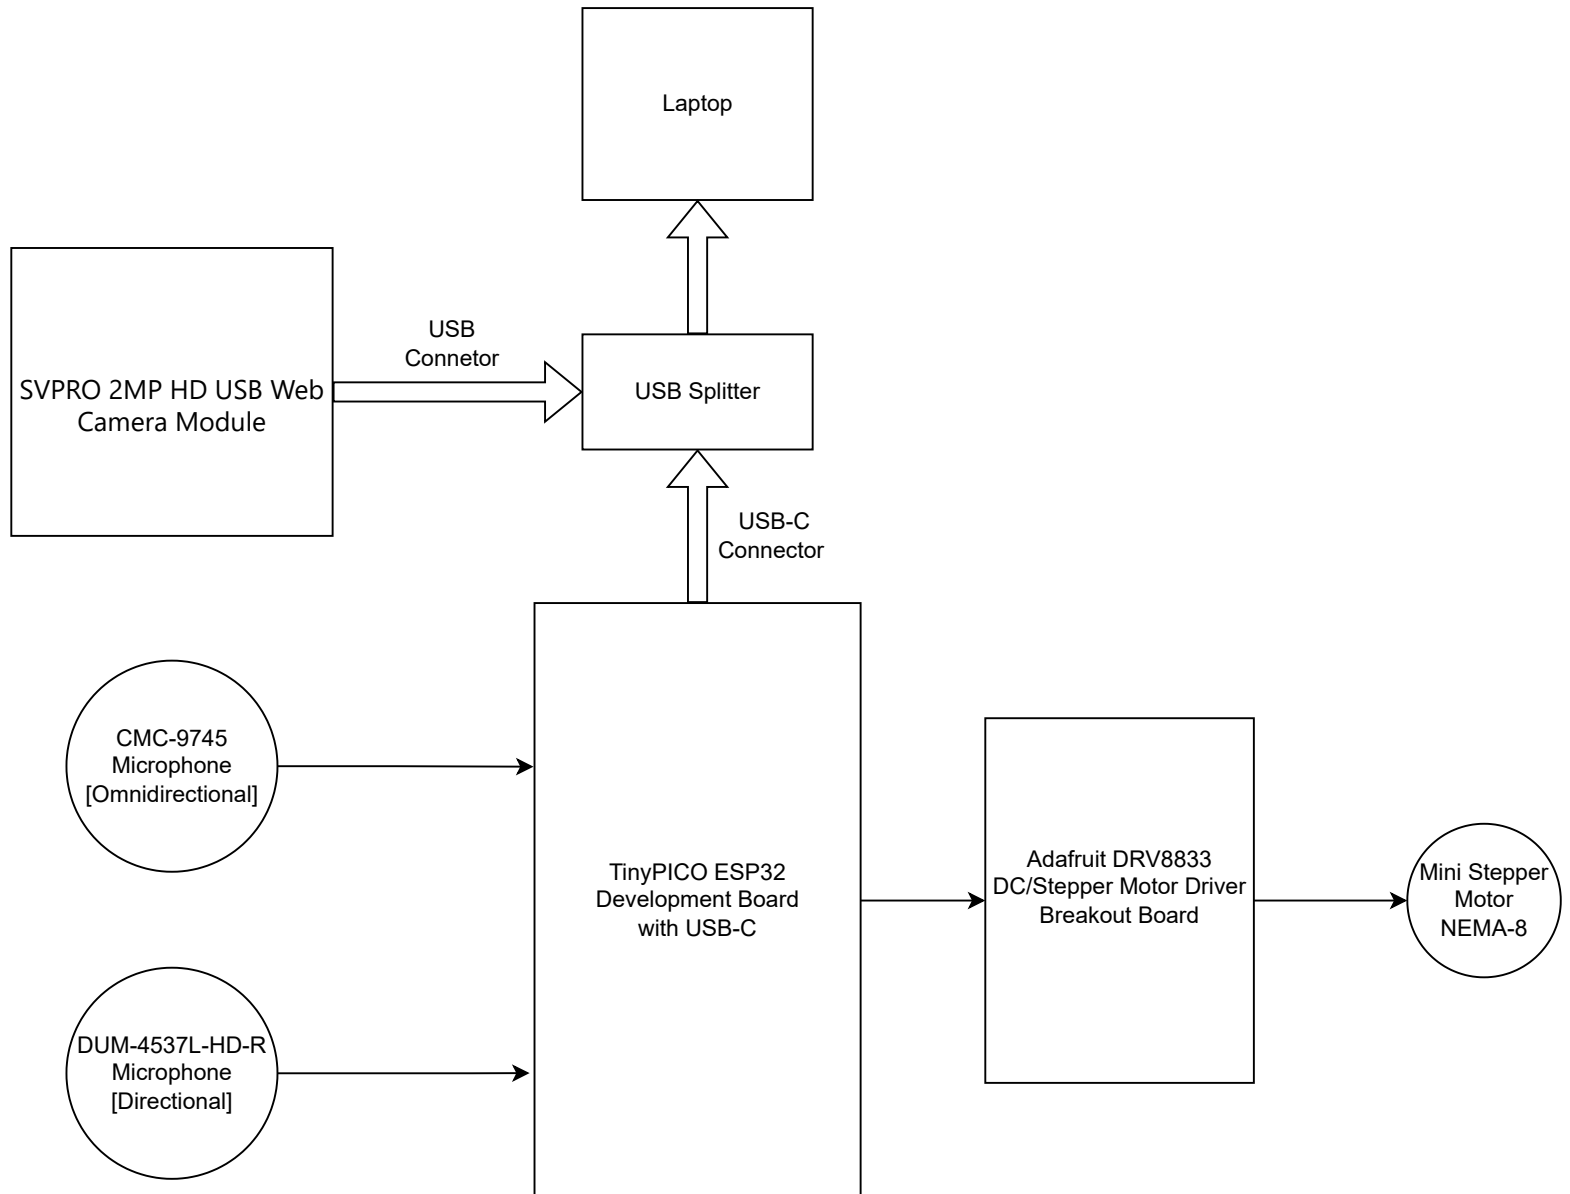 Laptop
USB
Connetor
SVPRO 2MP HD USB Web
Camera Module
USB Splitter
USB-C
Connector
CMC-9745
Microphone
[Omnidirectional]
TinyPICO ESP32
Development Board
with USB-C
Adafruit DRV8833
DC/Stepper Motor Driver
Breakout Board
Mini Stepper
Motor
NEMA-8
DUM-4537L-HD-R
Microphone
[Directional]